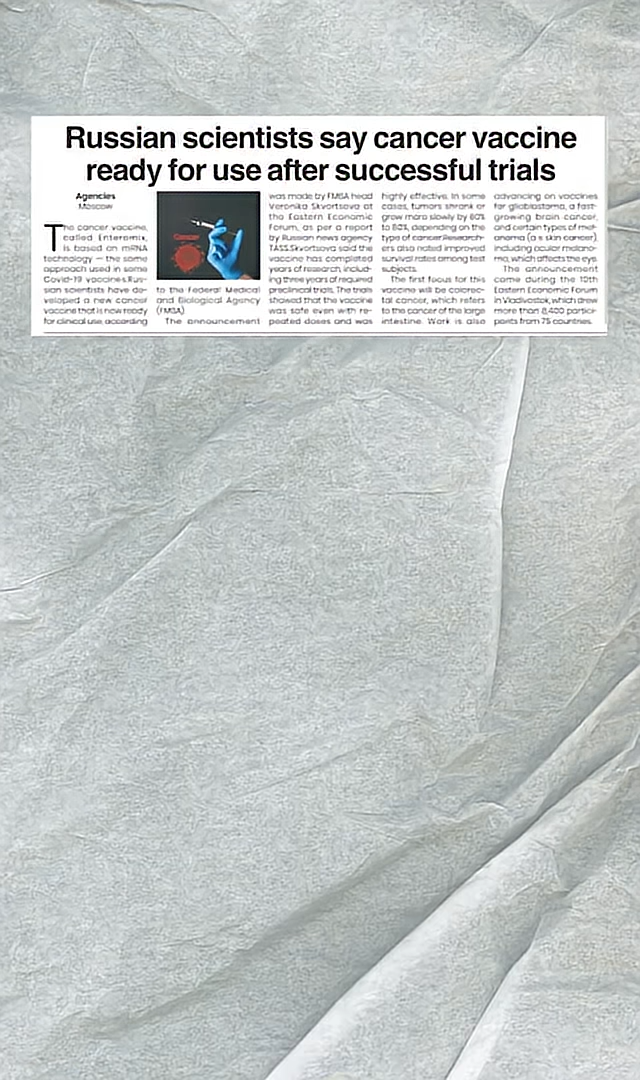 Russian scientists say cancer vaccine
ready for use after successful trials
Agencies
Moscow
The cancer vaccine,
called Enteromix,
is based on mRNA
technology — the same
approach used in some
Covid-19 vaccines.Rus-
sian scientists have de-
veloped a new cancer
vaccine that is now ready
for clinical use, according
Cancer
to the Federal Medical
and Biological Agency
(FMBA).
The announcement
was made by FMBA head
Veronika Skvortsova at
the Eastern Economic
Forum, as per a report
by Russian news agency
TASS.Skvortsova said the
vaccine has completed
years of research, includ-
ing three years of required
preclinical trials. The trials
showed that the vaccine
was safe even with re-
peated doses and was
highly effective. In some
cases, tumors shrank or
grew more slowly by 60%
to 80%, depending on the
type of cancer.Research-
ers also noted improved
survival rates among test
subjects.
The first focus for this
vaccine will be colorec-
tal cancer, which refers
to the cancer of the large
intestine. Work is also
advancing on vaccines
for glioblastoma, a fast-
growing brain cancer,
and certain types of mel-
anoma (a s skin cancer),
including ocular melano-
ma, which affects the eye.
The announcement
came during the 10th
Eastern Economic Forum
in Vladivostok, which drew
more than 8,400 partici-
pants from 75 countries.